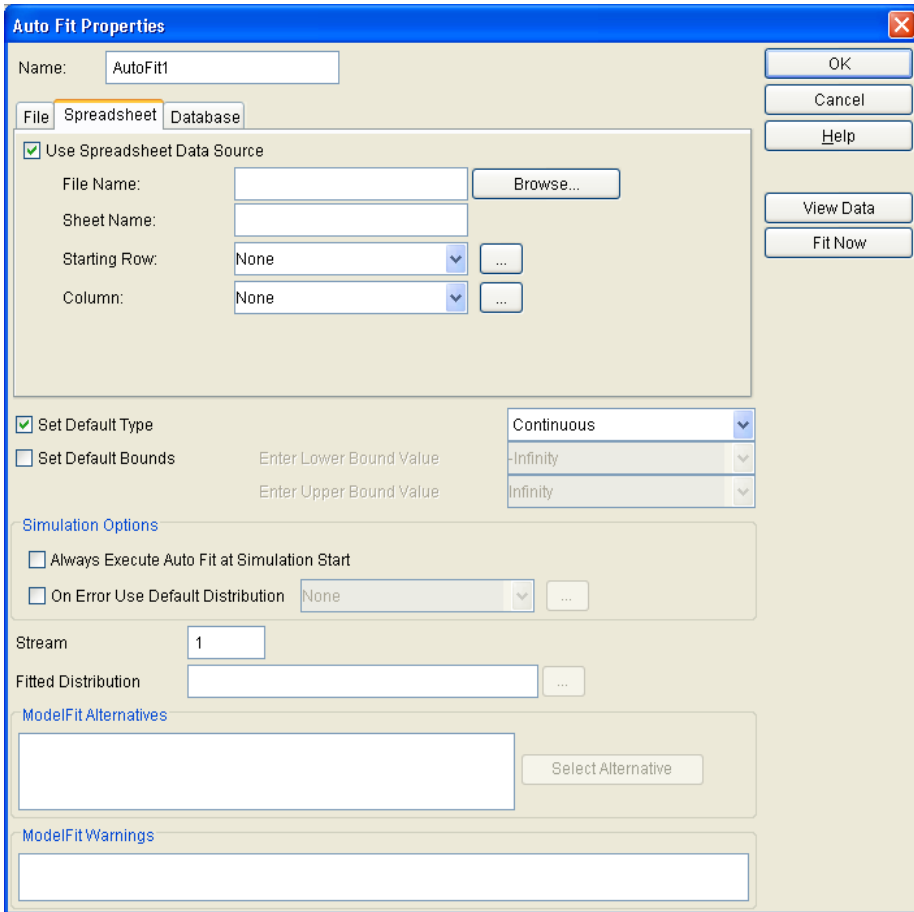 Auto Fit Properties
Name: AutoFit1
OK
Cancel
Help
View Data
Fit Now
File Spreadsheet Database
Use Spreadsheet Data Source
File Name: Browse...
Sheet Name:
Starting Row: None ...
Column: None ...
Set Default Type Continuous
Set Default Bounds Enter Lower Bound Value -Infinity
Enter Upper Bound Value Infinity
Simulation Options
Always Execute Auto Fit at Simulation Start
On Error Use Default Distribution None ...
Stream 1
Fitted Distribution ...
ModelFit Alternatives
Select Alternative
ModelFit Warnings